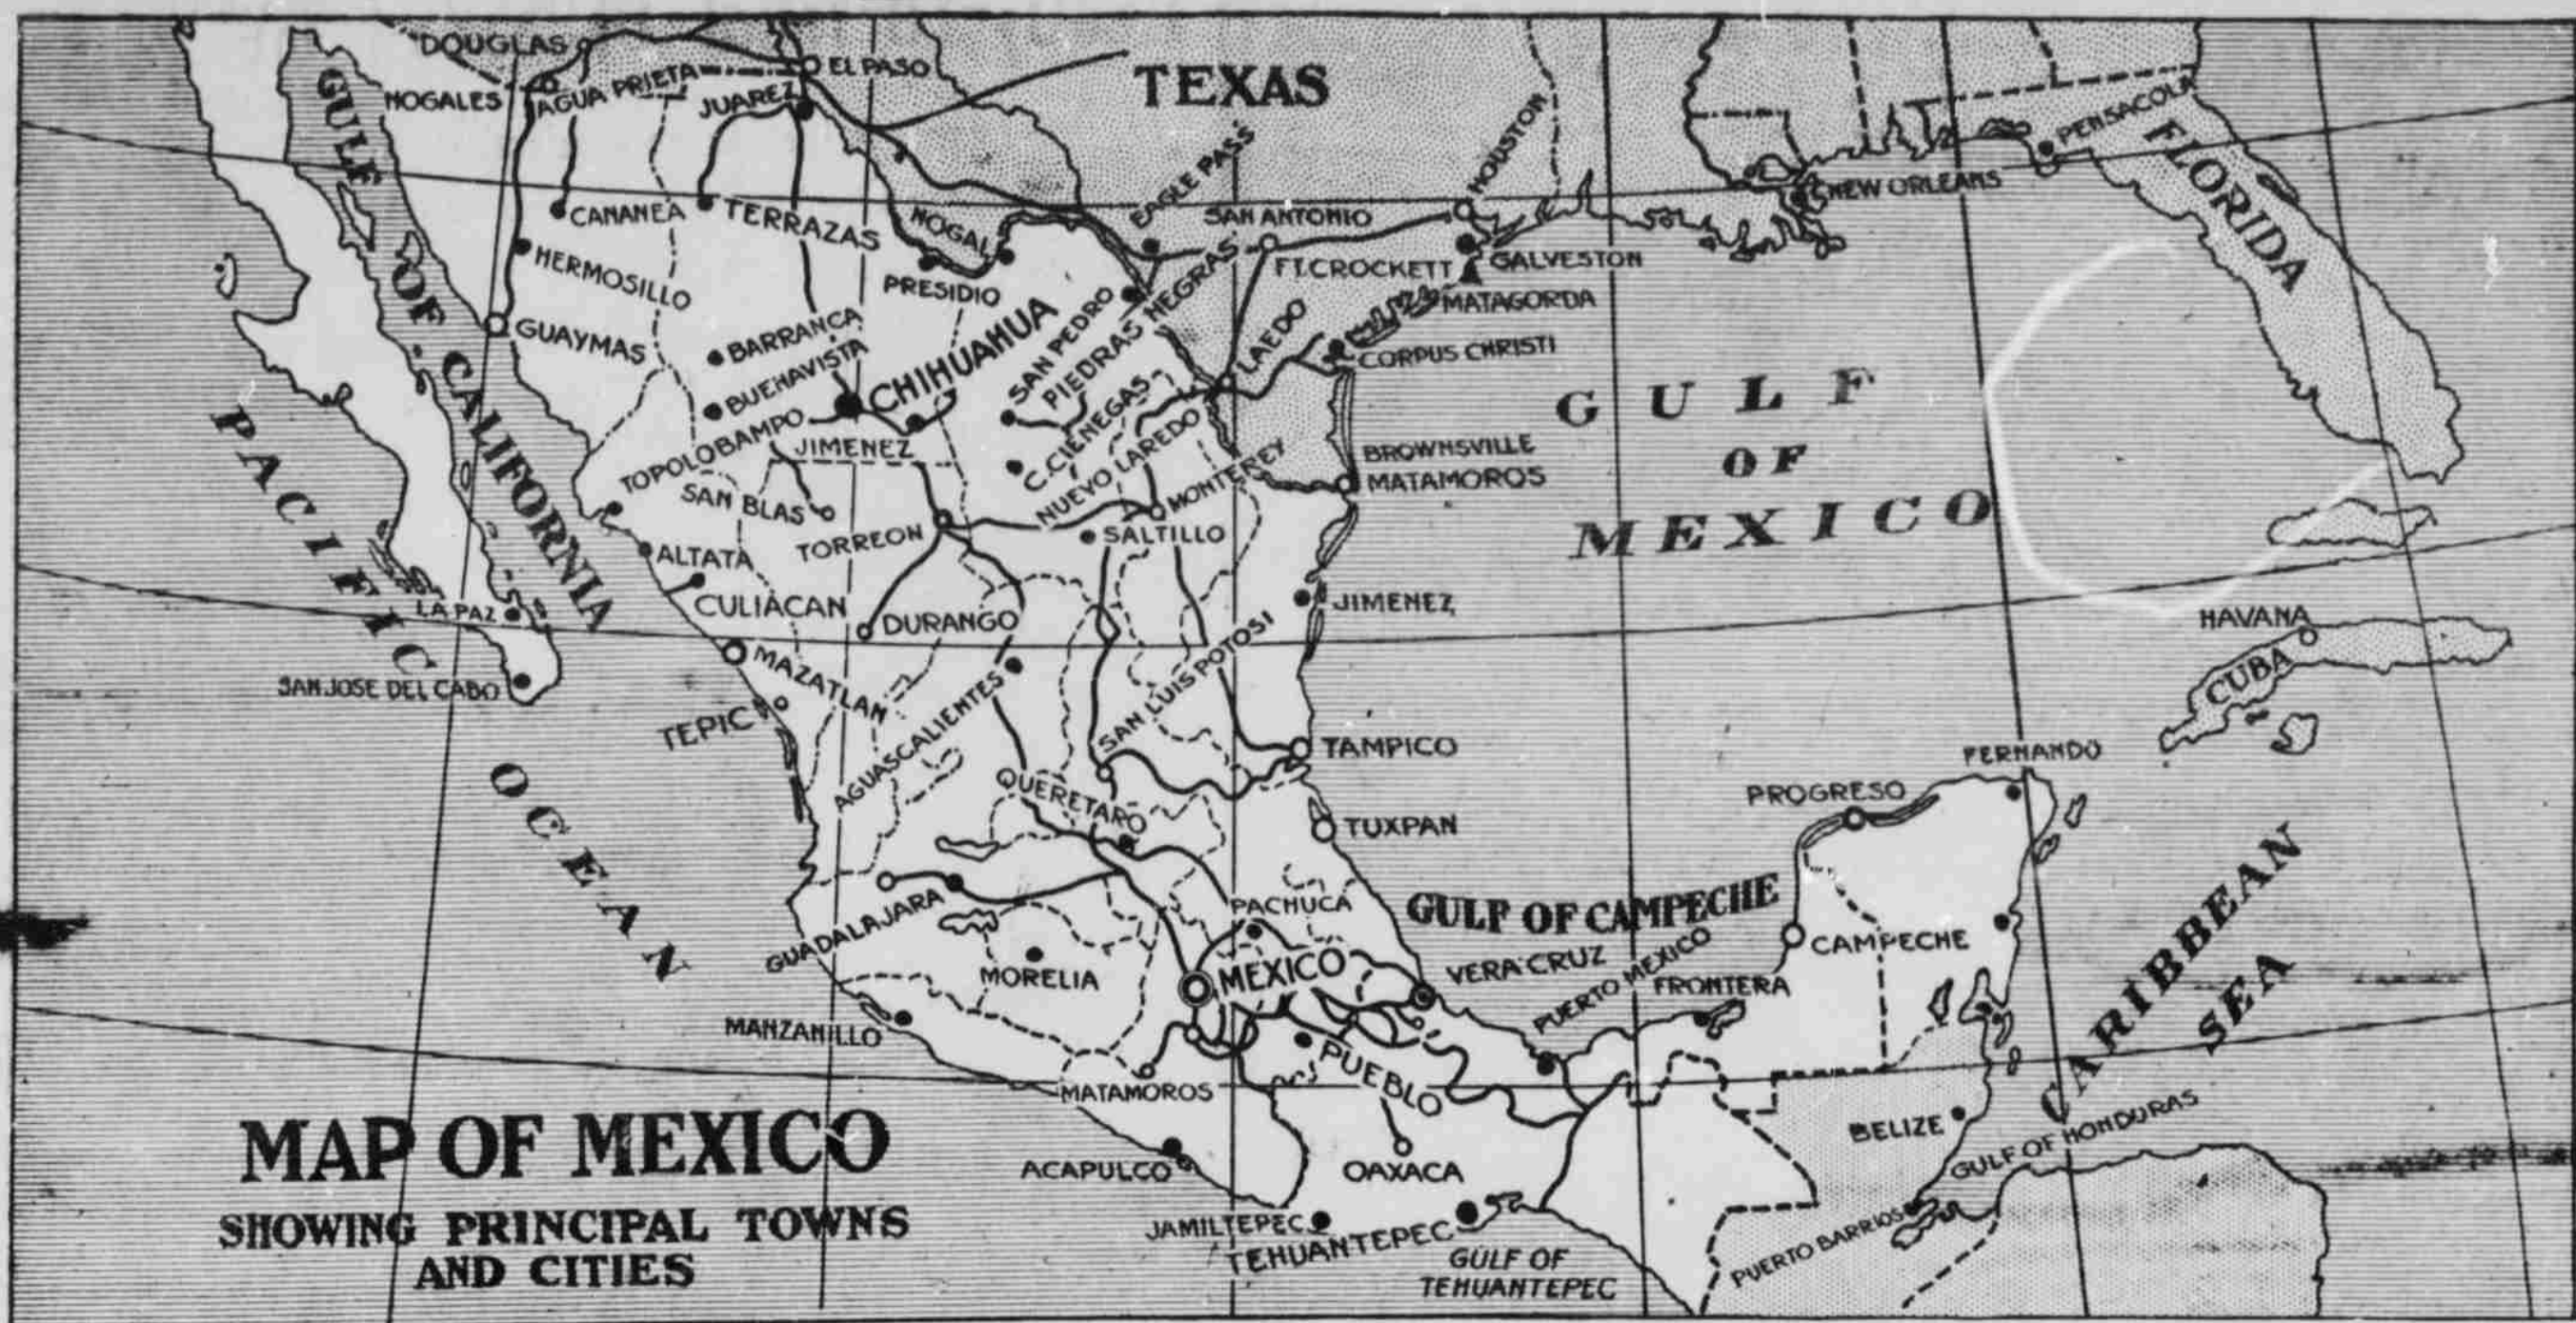 DOUGLAS
EL PASO
TEXAS
NOGALES
AGUA PRIETA
JUAREZ
HOUSTON
PENSACOLA
FLORIDA
GULF OF CALIFORNIA
EAGLE PASS
NEW ORLEANS
CANANEA
TERRAZAS
NOGAL
SAN ANTONIO
HERMOSILLO
PRESIDIO
FT. CROCKETT
GALVESTON
MATAGORDA
GUAYMAS
BARRANCA
CHIHUAHUA
SAN PEDRO
PIEDRAS NEGRAS
LAEDO
CORPUS CHRISTI
BUENAVISTA
TOPOLOBAMPO
JIMENEZ
C. CIENEGAS
NUEVO LAREDO
MONTEREY
BROWNSVILLE
MATAMOROS
GULF
OF
MEXICO
PACIFIC OCEAN
SAN BLAS
TORREON
SALTILLO
ALTATA
CULIACAN
DURANGO
JIMENEZ
LA PAZ
SAN JOSE DEL CABO
HAVANA
CUBA
MAZATLAN
TEPIC
AGUASCALIENTES
SAN LUIS POTOSI
TAMPICO
FERNANDO
PROGRESO
QUERETARO
TUXPAN
GUADALAJARA
PACHUCA
GULF OF CAMPECHE
CAMPECHE
CARIBBEAN
SEA
MORELIA
MEXICO
VERA CRUZ
PUERTO MEXICO
FRONTERA
MANZANILLO
PUEBLO
MATAMOROS
BELIZE
GULF OF HONDURAS
ACAPULCO
OAXACA
JAMILTEPEC
TEHUANTEPEC
GULF OF
TEHUANTEPEC
PUERTO BARRIOS
MAP OF MEXICO
SHOWING PRINCIPAL TOWNS
AND CITIES